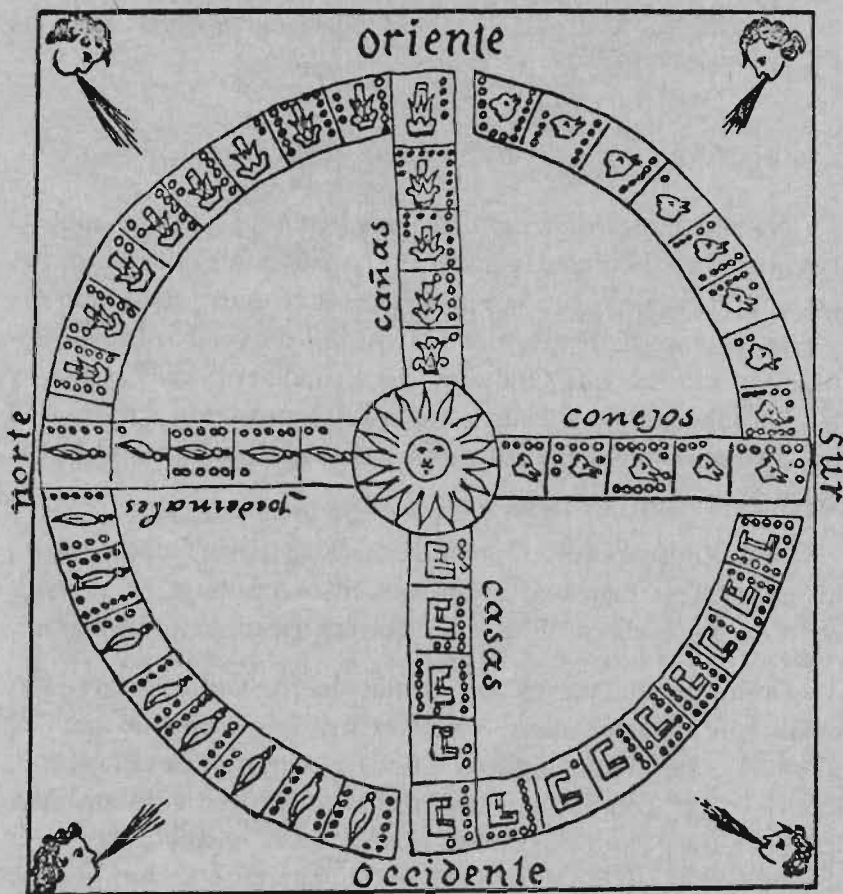 oriente
cañas
conejos
norte
sur
pedernales
casas
occidente